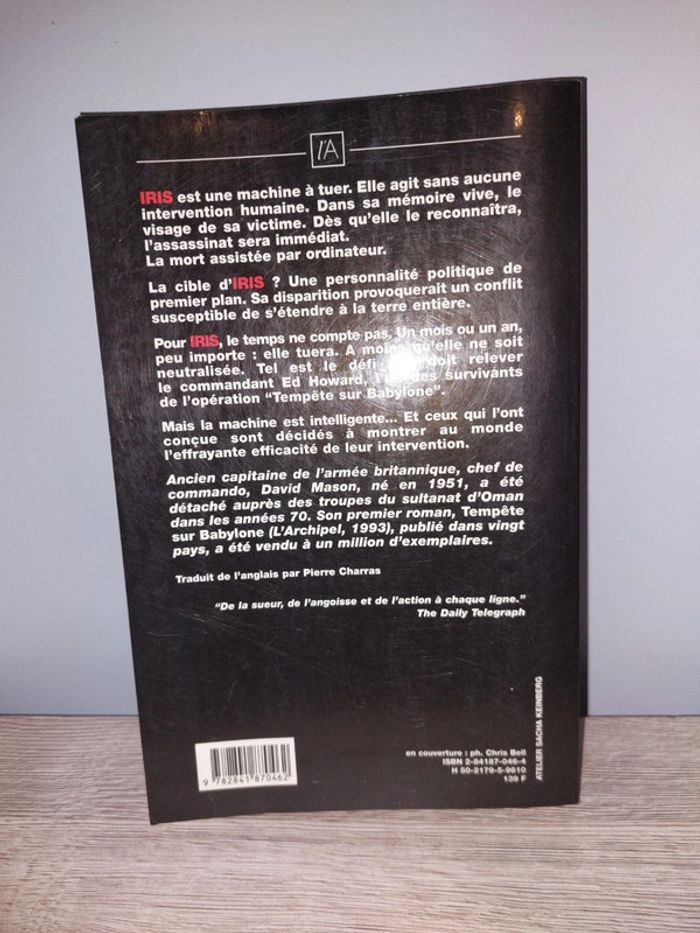 l'A
IRIS est une machine à tuer. Elle agit sans aucune
intervention humaine. Dans sa mémoire vive, le
visage de sa victime. Dès qu'elle le reconnaîtra,
l'assassinat sera immédiat.
La mort assistée par ordinateur.
La cible d'IRIS ? Une personnalité politique de
premier plan. Sa disparition provoquerait un conflit
susceptible de s'étendre à la terre entière.
Pour IRIS, le temps ne compte pas. Un mois ou un an,
peu importe : elle tuera. A moins qu'elle ne soit
neutralisée. Tel est le défi doit relever
le commandant Ed Howard, des survivants
de l'opération "Tempête sur Babylone".
Mais la machine est intelligente... Et ceux qui l'ont
conçue sont décidés à montrer au monde
l'effrayante efficacité de leur intervention.
Ancien capitaine de l'armée britannique, chef de
commando, David Mason, né en 1951, a été
détaché auprès des troupes du sultanat d'Oman
dans les années 70. Son premier roman, Tempête
sur Babylone (L'Archipel, 1993), publié dans vingt
pays, a été vendu à un million d'exemplaires.
Traduit de l'anglais par Pierre Charras
"De la sueur, de l'angoisse et de l'action à chaque ligne."
The Daily Telegraph
en couverture : ph. Chris Bell
ISBN 2-84187-046-4
H 50-2179-5-9610
139 F
9 782841 870462
ATELIER SACHA KEINBERG